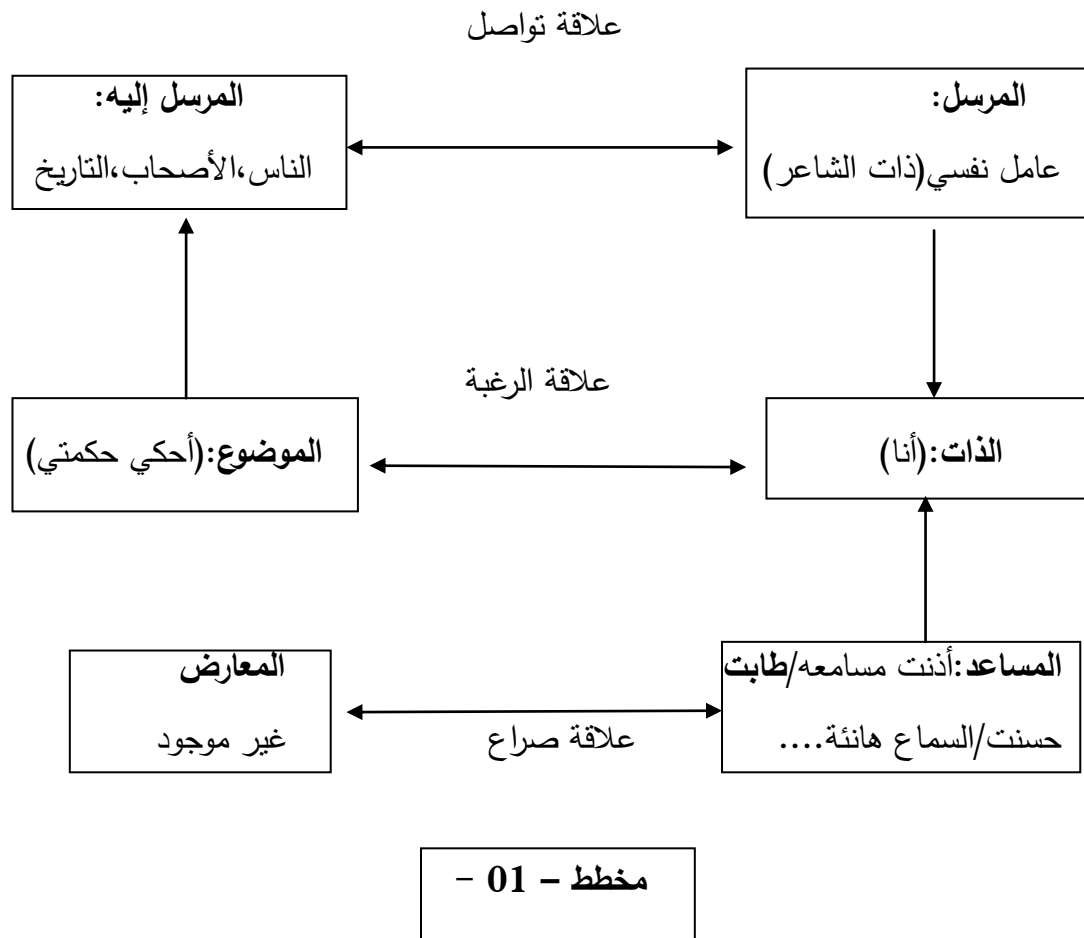 علاقة تواصل
المرسل:
عامل نفسي(ذات الشاعر)
المرسل إليه:
الناس،الأصحاب،التاريخ
علاقة الرغبة
الذات:(أنا)
الموضوع:(أحكي حكمتي)
المساعد:أذنت مسامعه/طابت
حسنت/السماع هانئة....
المعارض
غير موجود
علاقة صراع
مخطط – 01 –